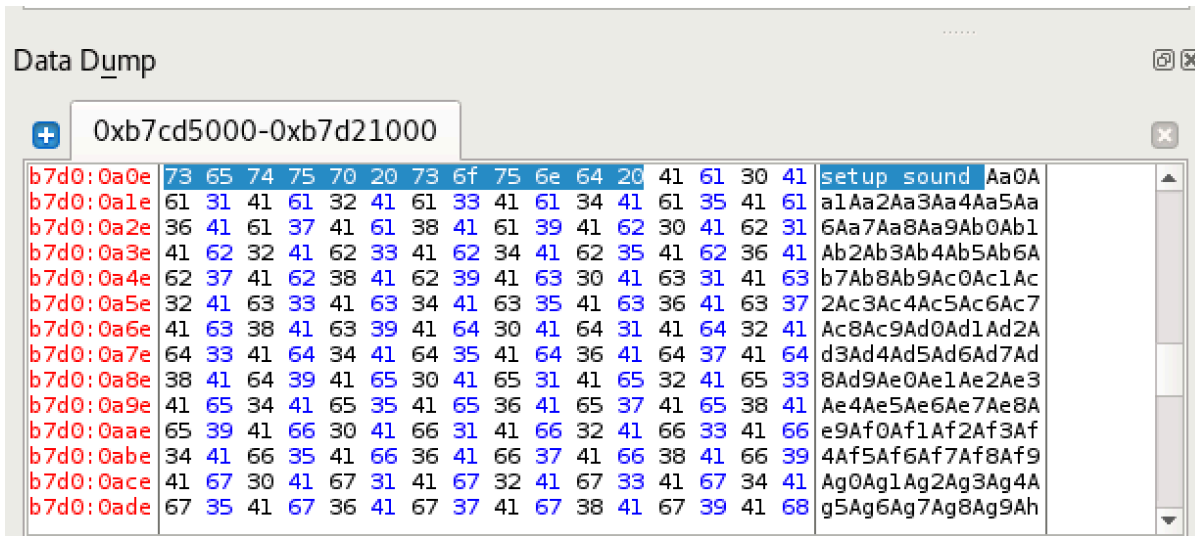 Data Dump
0xb7cd5000-0xb7d21000
b7d0:0a0e 73 65 74 75 70 20 73 6f 75 6e 64 20 41 61 30 41 setup sound Aa0A
b7d0:0a1e 61 31 41 61 32 41 61 33 41 61 34 41 61 35 41 61 a1Aa2Aa3Aa4Aa5Aa
b7d0:0a2e 36 41 61 37 41 61 38 41 61 39 41 62 30 41 62 31 6Aa7Aa8Aa9Ab0Ab1
b7d0:0a3e 41 62 32 41 62 33 41 62 34 41 62 35 41 62 36 41 Ab2Ab3Ab4Ab5Ab6A
b7d0:0a4e 62 37 41 62 38 41 62 39 41 63 30 41 63 31 41 63 b7Ab8Ab9Ac0Ac1Ac
b7d0:0a5e 32 41 63 33 41 63 34 41 63 35 41 63 36 41 63 37 2Ac3Ac4Ac5Ac6Ac7
b7d0:0a6e 41 63 38 41 63 39 41 64 30 41 64 31 41 64 32 41 Ac8Ac9Ad0Ad1Ad2A
b7d0:0a7e 64 33 41 64 34 41 64 35 41 64 36 41 64 37 41 64 d3Ad4Ad5Ad6Ad7Ad
b7d0:0a8e 38 41 64 39 41 65 30 41 65 31 41 65 32 41 65 33 8Ad9Ae0Ae1Ae2Ae3
b7d0:0a9e 41 65 34 41 65 35 41 65 36 41 65 37 41 65 38 41 Ae4Ae5Ae6Ae7Ae8A
b7d0:0aae 65 39 41 66 30 41 66 31 41 66 32 41 66 33 41 66 e9Af0Af1Af2Af3Af
b7d0:0abe 34 41 66 35 41 66 36 41 66 37 41 66 38 41 66 39 4Af5Af6Af7Af8Af9
b7d0:0ace 41 67 30 41 67 31 41 67 32 41 67 33 41 67 34 41 Ag0Ag1Ag2Ag3Ag4A
b7d0:0ade 67 35 41 67 36 41 67 37 41 67 38 41 67 39 41 68 g5Ag6Ag7Ag8Ag9Ah